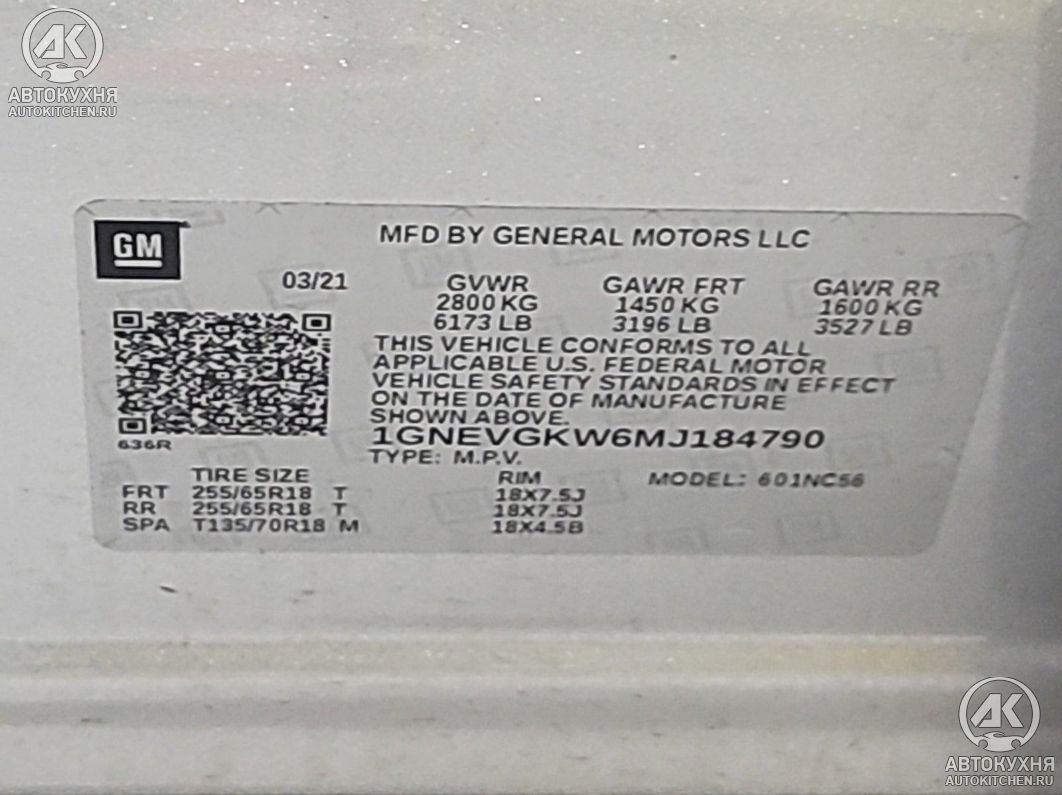 AK
АВТОКУХНЯ
AUTOKITCHEN.RU
GM
MFD BY GENERAL MOTORS LLC
03/21 GVWR GAWR FRT GAWR RR
2800 KG 1450 KG 1600 KG
6173 LB 3196 LB 3527 LB
THIS VEHICLE CONFORMS TO ALL
APPLICABLE U.S. FEDERAL MOTOR
VEHICLE SAFETY STANDARDS IN EFFECT
ON THE DATE OF MANUFACTURE
SHOWN ABOVE.
636R 1GNEVGKW6MJ184790
TYPE: M.P.V.
TIRE SIZE RIM MODEL: 601NC56
FRT 255/65R18 T 18X7.5J
RR 255/65R18 T 18X7.5J
SPA T135/70R18 M 18X4.5B
AK
АВТОКУХНЯ
AUTOKITCHEN.RU